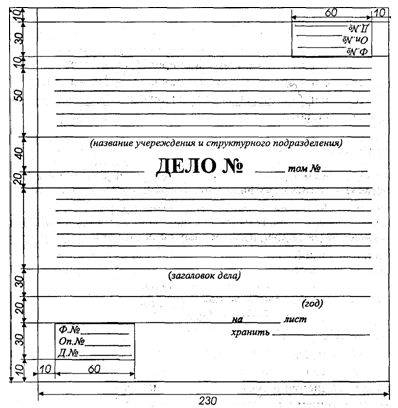 10
60
10
Ф.№
Оп.№
Д.№
10
30
10
50
(название учереждения и структурного подразделения)
40
ДЕЛО № том №
20
(заголовок дела)
30
(год)
20
на лист
хранить
30
Ф.№
Оп.№
Д.№
10
60
10
230